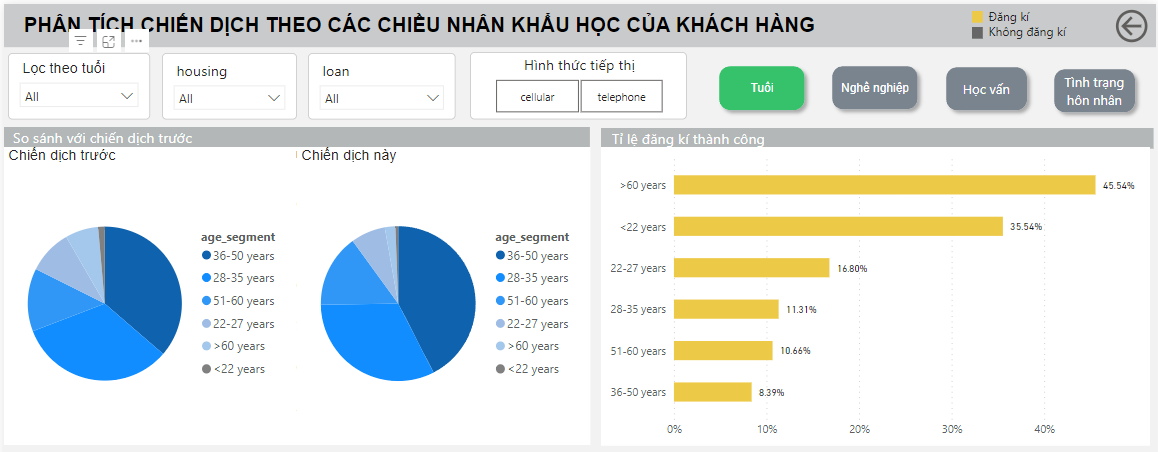 PHÂN TÍCH CHIẾN DỊCH THEO CÁC CHIỀU NHÂN KHẨU HỌC CỦA KHÁCH HÀNG
Đăng kí
Không đăng kí
Lọc theo tuổi
All
housing
All
loan
All
Hình thức tiếp thị
cellular
telephone
Tuổi
Nghề nghiệp
Học vấn
Tình trạng
hôn nhân
So sánh với chiến dịch trước
Chiến dịch trước
age_segment
36-50 years
28-35 years
51-60 years
22-27 years
>60 years
<22 years
Chiến dịch này
age_segment
36-50 years
28-35 years
51-60 years
22-27 years
>60 years
<22 years
Tỉ lệ đăng kí thành công
>60 years 45.54%
<22 years 35.54%
22-27 years 16.80%
28-35 years 11.31%
51-60 years 10.66%
36-50 years 8.39%
0% 10% 20% 30% 40%